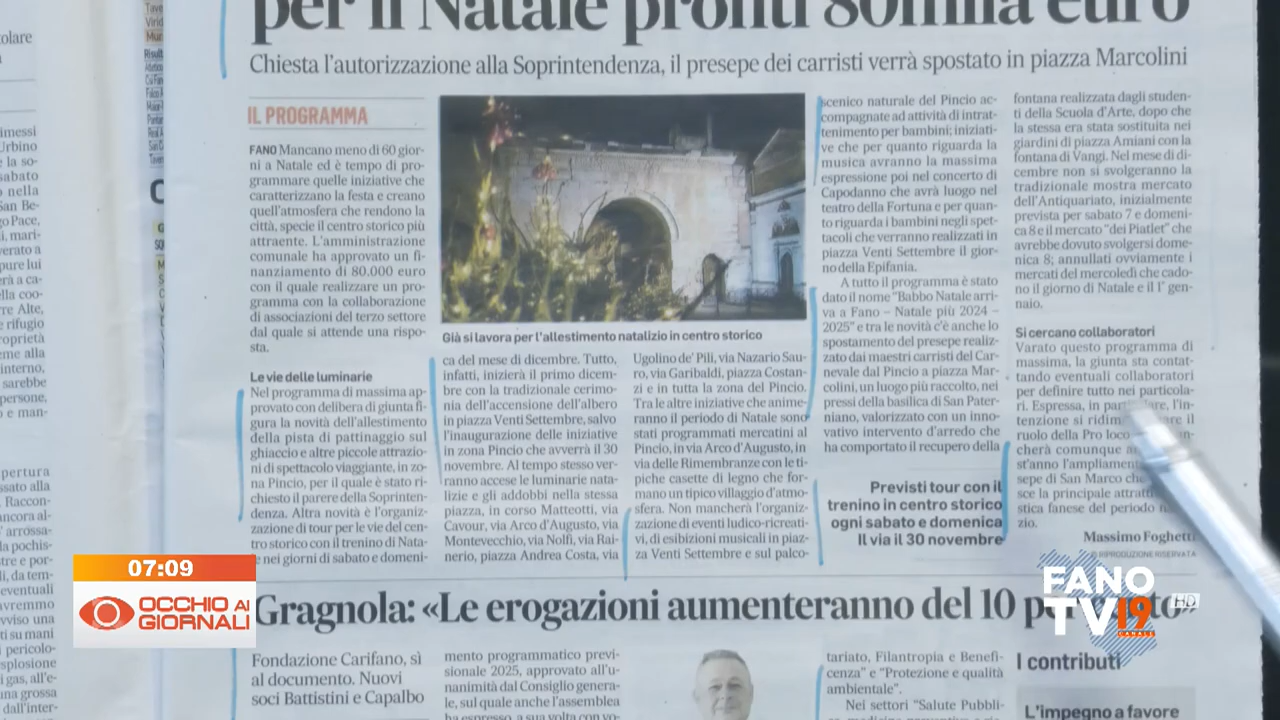 per il Natale pronti 80mila euro
Chiesta l'autorizzazione alla Soprintendenza, il presepe dei carristi verrà spostato in piazza Marcolini
IL PROGRAMMA
FANO Mancano meno di 60 gior-
ni a Natale ed è tempo di pro-
grammare quelle iniziative che
caratterizzano la festa e creano
quell'atmosfera che rendono la
città, specie il centro storico più
attraente. L'amministrazione
comunale ha approvato un fi-
nanziamento di 80.000 euro
con il quale realizzare un pro-
gramma con la collaborazione
di associazioni del terzo settore
dal quale si attende una rispo-
sta.
Le vie delle luminarie
Nel programma di massima ap-
provato con delibera di giunta fi-
gura la novità dell'allestimento
della pista di pattinaggio sul
ghiaccio e altre piccole attrazio-
ni di spettacolo viaggiante, in zo-
na Pincio, per il quale è stato ri-
chiesto il parere della Soprinten-
denza. Altra novità è l'organiz-
zazione di tour per le vie del cen-
tro storico con il trenino di Nata-
e nei giorni di sabato e domeni-
Già si lavora per l'allestimento natalizio in centro storico
ca del mese di dicembre. Tutto,
infatti, inizierà il primo dicem-
bre con la tradizionale cerimo-
nia dell'accensione dell'albero
in piazza Venti Settembre, salvo
l'inaugurazione delle iniziative
in zona Pincio che avverrà il 30
novembre. Al tempo stesso ver-
ranno accese le luminarie nata-
lizie e gli addobbi nella stessa
piazza, in corso Matteotti, via
Cavour, via Arco d'Augusto, via
Montevecchio, via Nolfi, via Rai-
nerio, piazza Andrea Costa, via
Ugolino de' Pili, via Nazario Sau-
ro, via Garibaldi, piazza Costan-
zi e in tutta la zona del Pincio.
Tra le altre iniziative che anime-
ranno il periodo di Natale sono
stati programmati mercatini al
Pincio, in via Arco d'Augusto, in
via delle Rimembranze con le ti-
piche casette di legno che for-
mano un tipico villaggio d'atmo-
sfera. Non mancherà l'organiz-
zazione di eventi ludico-ricreati-
vi, di esibizioni musicali in piaz-
za Venti Settembre e sul palco-
scenico naturale del Pincio ac-
compagnate ad attività di intrat-
tenimento per bambini; iniziati-
ve che per quanto riguarda la
musica avranno la massima
espressione poi nel concerto di
Capodanno che avrà luogo nel
teatro della Fortuna e per quan-
to riguarda i bambini negli spet-
tacoli che verranno realizzati in
piazza Venti Settembre il gior-
no della Epifania.
A tutto il programma è stato
dato il nome "Babbo Natale arri-
va a Fano – Natale più 2024 –
2025" e tra le novità c'è anche lo
spostamento del presepe realiz-
zato dai maestri carristi del Car-
nevale dal Pincio a piazza Mar-
colini, un luogo più raccolto, nei
pressi della basilica di San Pater-
niano, valorizzato con un inno-
vativo intervento d'arredo che
ha comportato il recupero della
Previsti tour con il
trenino in centro storico
ogni sabato e domenica
Il via il 30 novembre
fontana realizzata dagli studen-
ti della Scuola d'Arte, dopo che
la stessa era stata sostituita nei
giardini di piazza Amiani con la
fontana di Vangi. Nel mese di di-
cembre non si svolgeranno la
tradizionale mostra mercato
dell'Antiquariato, inizialmente
prevista per sabato 7 e domeni-
ca 8 e il mercato "dei Piatlet" che
avrebbe dovuto svolgersi dome-
nica 8; annullati ovviamente i
mercati del mercoledì che cado-
no il giorno di Natale e il 1° gen-
naio.
Si cercano collaboratori
Varato questo programma di
massima, la giunta sta contat-
tando eventuali collaboratori
per definire tutto nei particola-
ri. Espressa, in l'in-
tenzione si il
ruolo della Pro loco
cherà comunque
st'anno l'ampliamen
sepe di San Marco che
sce la principale attrat
stica fanese del periodo
zio.
Massimo Foghetti
© RIPRODUZIONE RISERVATA
07:09
OCCHIO AI
GIORNALI
FANO
TV 19 HD
CANALE
Gragnola: «Le erogazioni aumenteranno del 10 per
Fondazione Carifano, sì
al documento. Nuovi
soci Battistini e Capalbo
mento programmatico previ-
sionale 2025, approvato all'u-
nanimità dal Consiglio genera-
le, sul quale anche l'assemblea
ha espresso, a sua volta con vo-
tariato, Filantropia e Benefi-
cenza" e "Protezione e qualità
ambientale".
Nei settori "Salute Pubbli-
I contributi
L'impegno a favore